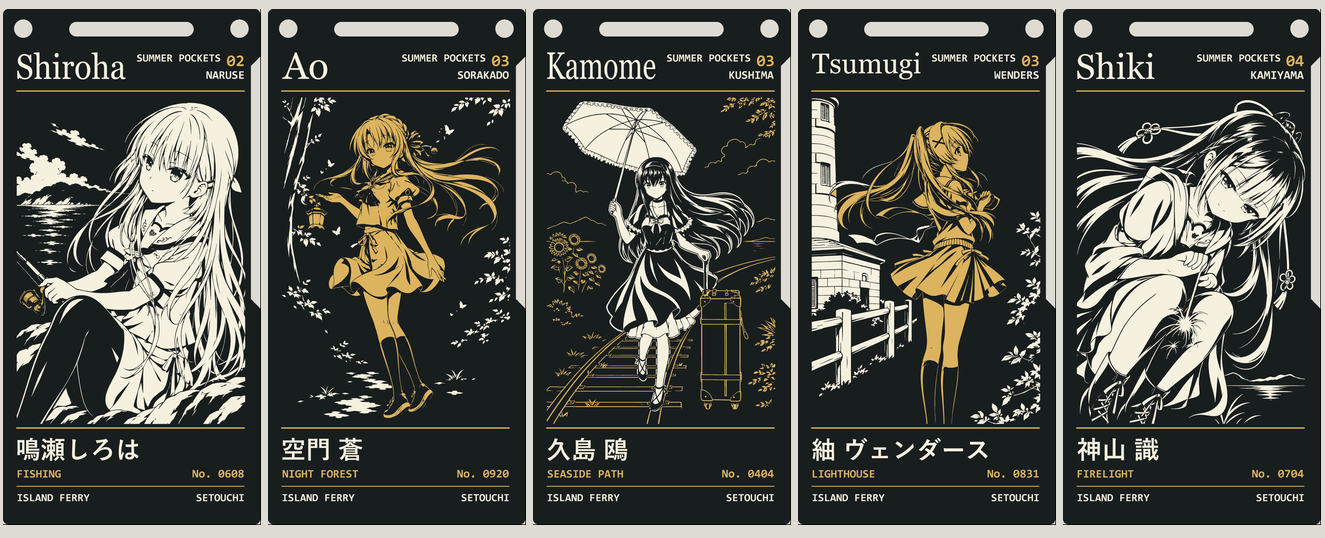 Shiroha
SUMMER POCKETS 02
NARUSE
鳴瀬しろは
FISHING No. 0608
ISLAND FERRY SETOUCHI
Ao
SUMMER POCKETS 03
SORAKADO
空門 蒼
NIGHT FOREST No. 0920
ISLAND FERRY SETOUCHI
Kamome
SUMMER POCKETS 03
KUSHIMA
久島 鴎
SEASIDE PATH No. 0404
ISLAND FERRY SETOUCHI
Tsumugi
SUMMER POCKETS 03
WENDERS
紬 ヴェンダース
LIGHTHOUSE No. 0831
ISLAND FERRY SETOUCHI
Shiki
SUMMER POCKETS 04
KAMIYAMA
神山 識
FIRELIGHT No. 0704
ISLAND FERRY SETOUCHI